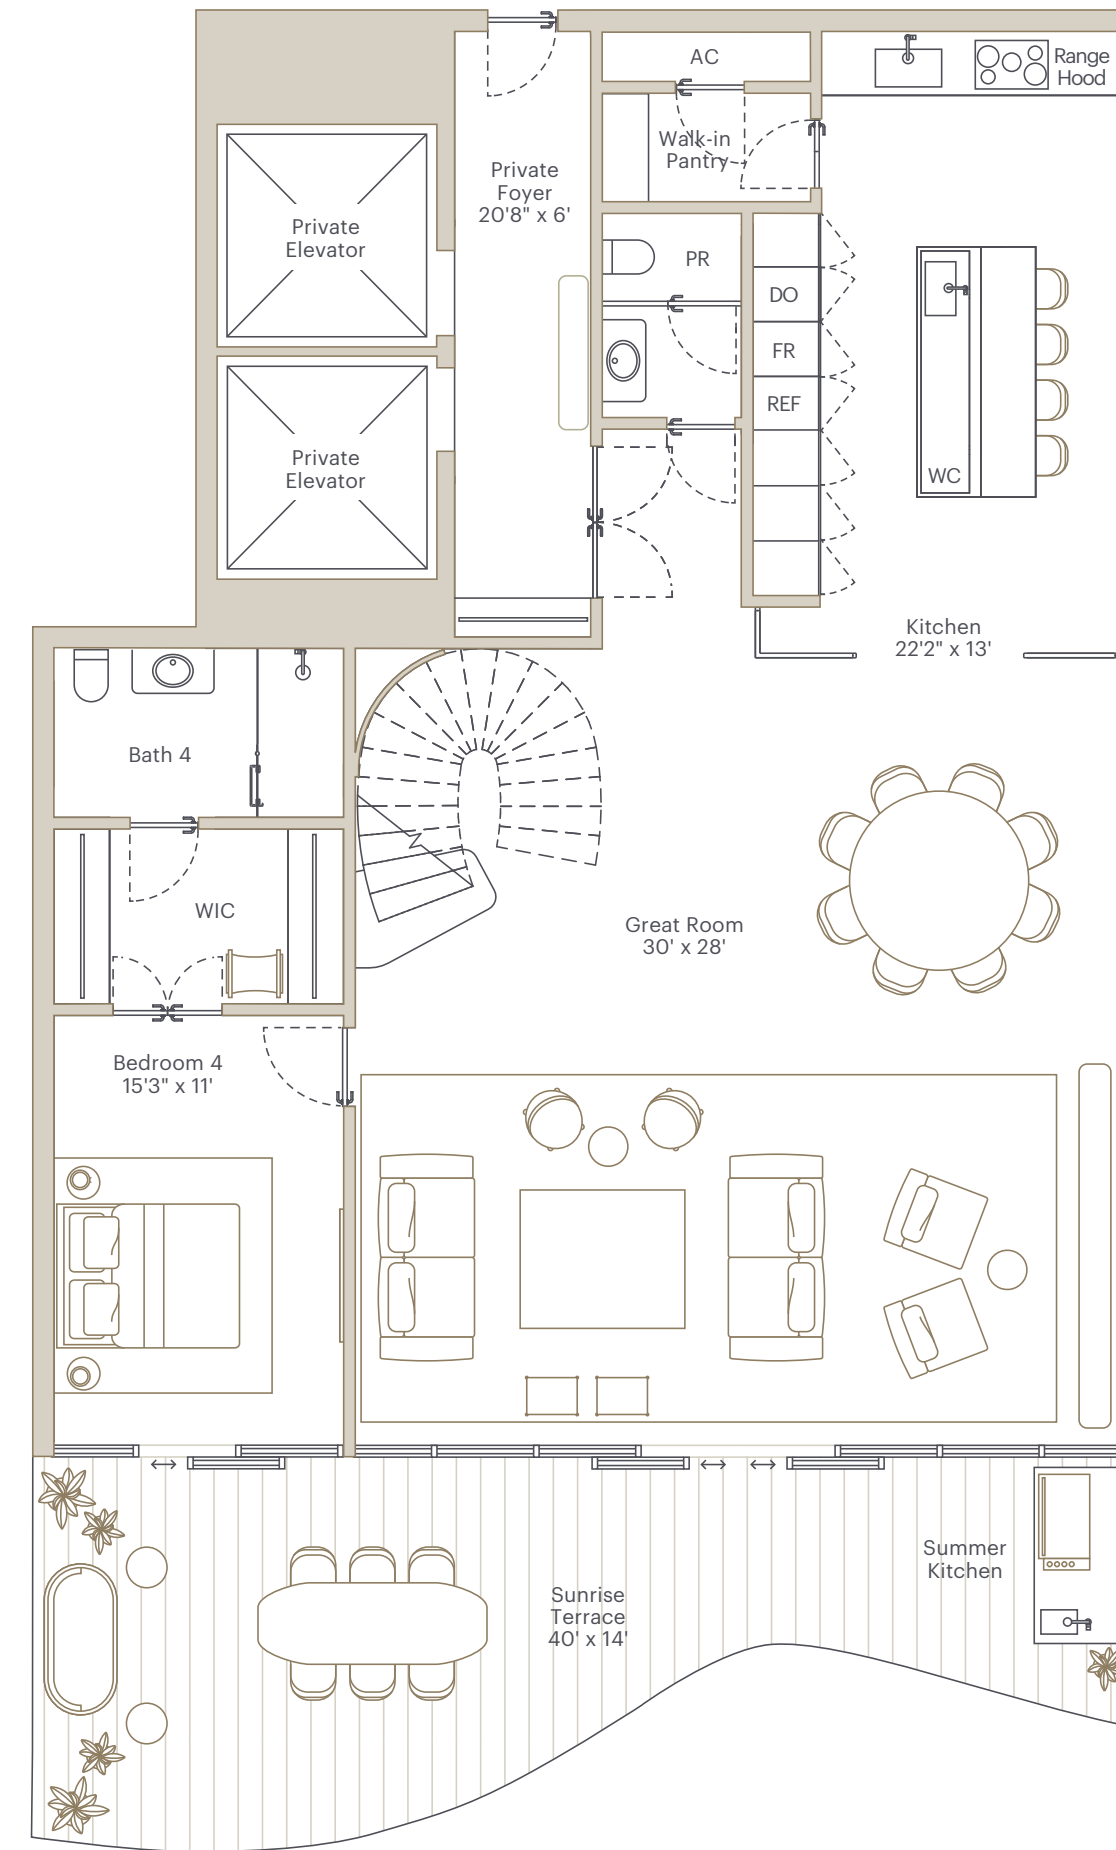 AC
Range
Hood
Walk-in
Pantry
Private
Foyer
20'8" x 6'
Private
Elevator
PR
DO
FR
REF
Private
Elevator
WC
Kitchen
22'2" x 13'
Bath 4
WIC
Great Room
30' x 28'
Bedroom 4
15'3" x 11'
Summer
Kitchen
Sunrise
Terrace
40' x 14'